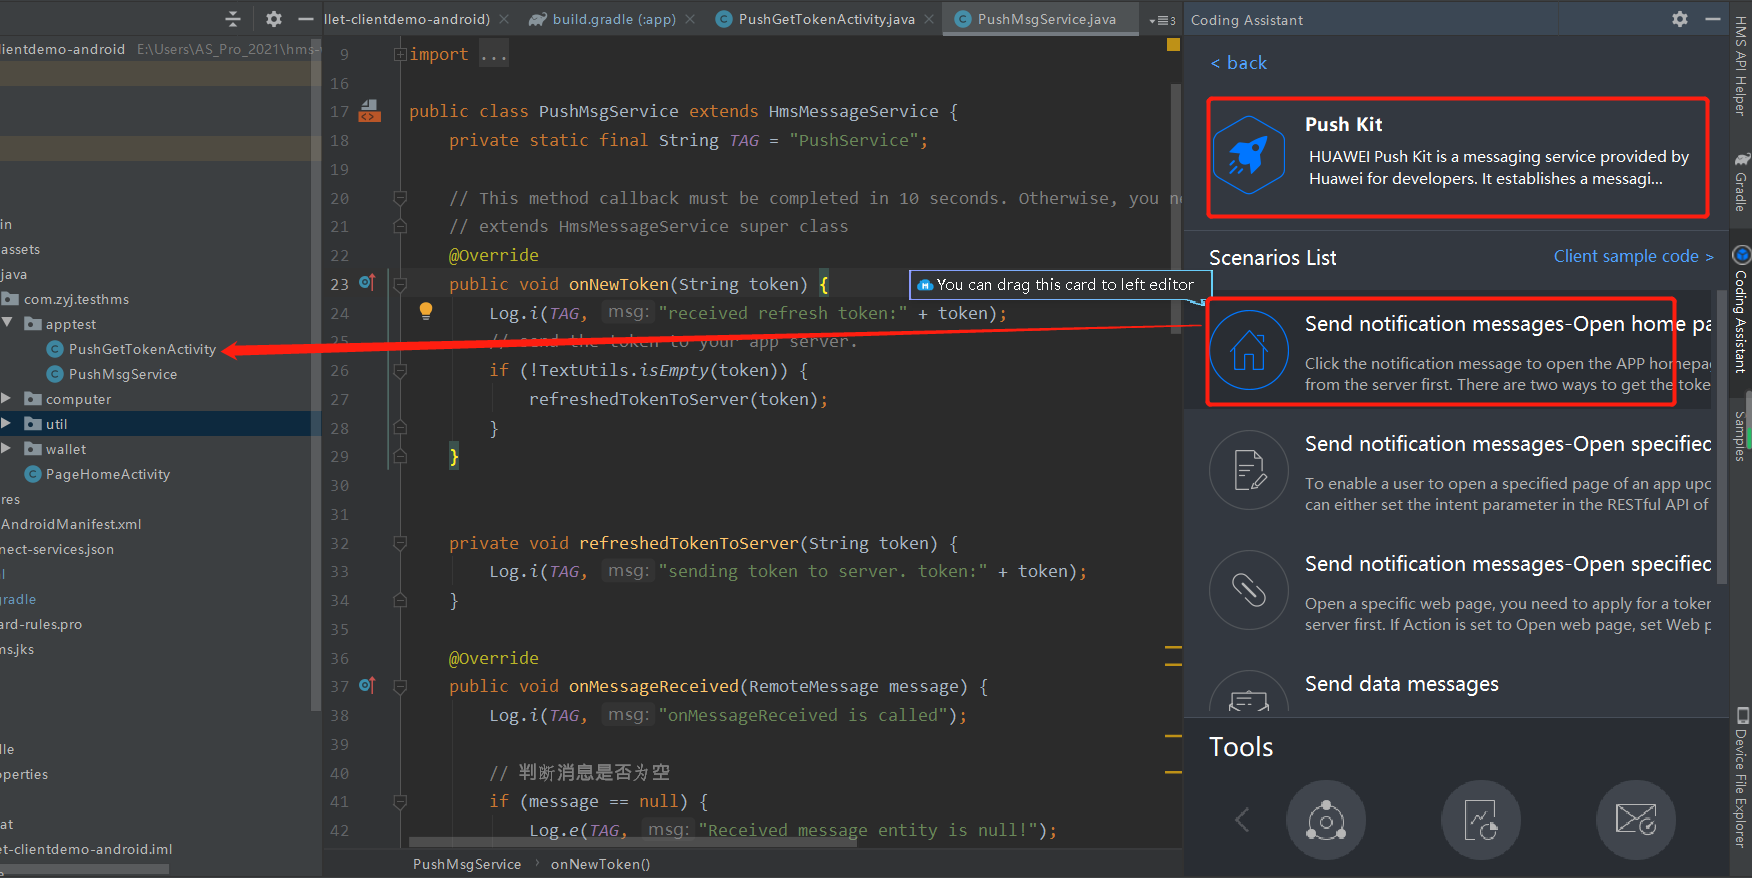 llet-clientdemo-android)
build.gradle (:app)
PushGetTokenActivity.java
PushMsgService.java
3
Coding Assistant
lientdemo-android E:\Users\AS_Pro_2021\hms-
in
assets
java
com.zyj.testhms
apptest
PushGetTokenActivity
PushMsgService
computer
util
wallet
PageHomeActivity
res
AndroidManifest.xml
nect-services.json
gradle
ard-rules.pro
ms.jks
lle
operties
at
et-clientdemo-android.iml
9 import ...
16
17 public class PushMsgService extends HmsMessageService {
18 private static final String TAG = "PushService";
19
20 // This method callback must be completed in 10 seconds. Otherwise, you ne
21 // extends HmsMessageService super class
22 @Override
23 public void onNewToken(String token) {
24 Log.i(TAG, msg: "received refresh token:" + token);
25 // send the token to your app server.
26 if (!TextUtils.isEmpty(token)) {
27 refreshedTokenToServer(token);
28 }
29 }
30
31
32 private void refreshedTokenToServer(String token) {
33 Log.i(TAG, msg: "sending token to server. token:" + token);
34 }
35
36 @Override
37 public void onMessageReceived(RemoteMessage message) {
38 Log.i(TAG, msg: "onMessageReceived is called");
39
40 // 判断消息是否为空
41 if (message == null) {
42 Log.e(TAG, msg: "Received message entity is null!");
PushMsgService › onNewToken()
You can drag this card to left editor
< back
Push Kit
HUAWEI Push Kit is a messaging service provided by
Huawei for developers. It establishes a messagi...
Scenarios List
Client sample code >
Send notification messages-Open home pa
Click the notification message to open the APP homepa
from the server first. There are two ways to get the toke
Send notification messages-Open specified
To enable a user to open a specified page of an app upo
can either set the intent parameter in the RESTful API of
Send notification messages-Open specified
Open a specific web page, you need to apply for a token
server first. If Action is set to Open web page, set Web p
Send data messages
Tools
HMS API Helper
Gradle
Coding Assistant
Samples
Device File Explorer